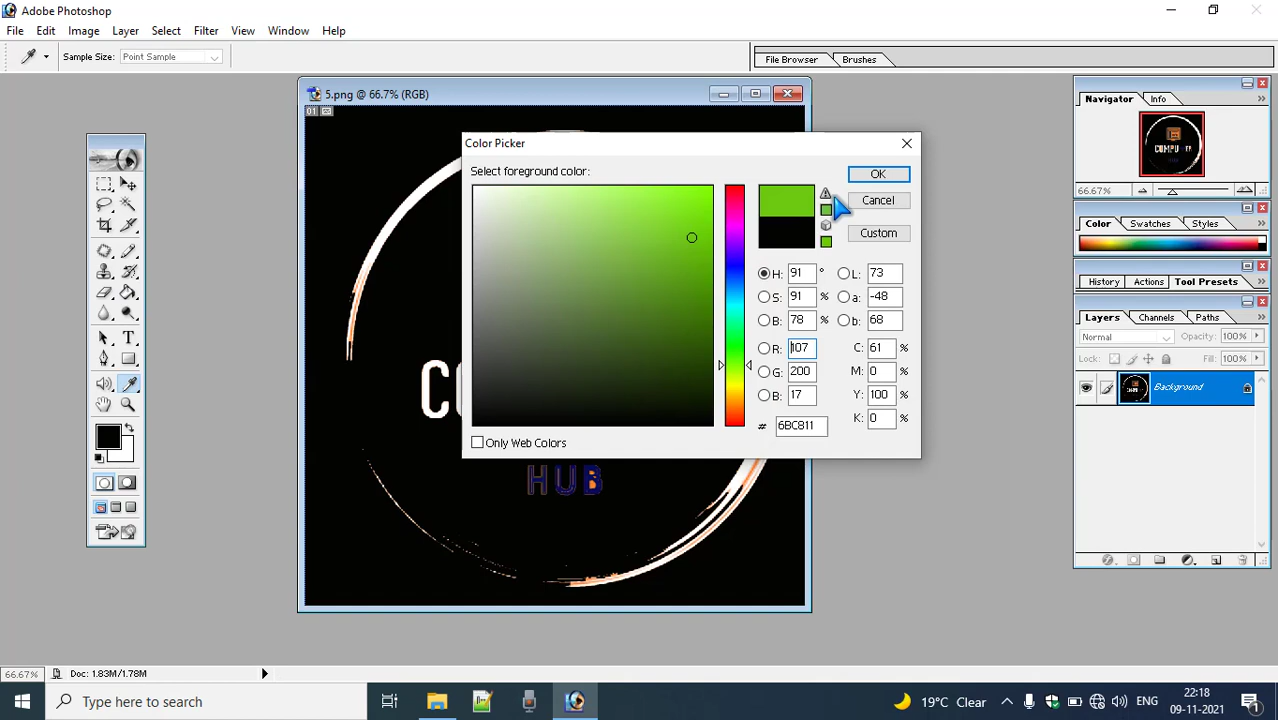 Adobe Photoshop
File Edit Image Layer Select Filter View Window Help
Sample Size: Point Sample
File Browser Brushes
5.png @ 66.7% (RGB)
01
Color Picker
Select foreground color:
OK
Cancel
Custom
H: 91 ° L: 73
S: 91 % a: -48
B: 78 % b: 68
R: 107 C: 61 %
G: 200 M: 0 %
B: 17 Y: 100 %
# 6BC811 K: 0 %
Only Web Colors
HUB
Navigator Info
COMPU
66.67%
Color Swatches Styles
History Actions Tool Presets
Layers Channels Paths
Normal Opacity: 100%
Lock: Fill: 100%
Background
66.67% Doc: 1.83M/1.78M
Type here to search
19°C Clear
ENG
22:18
09-11-2021
1